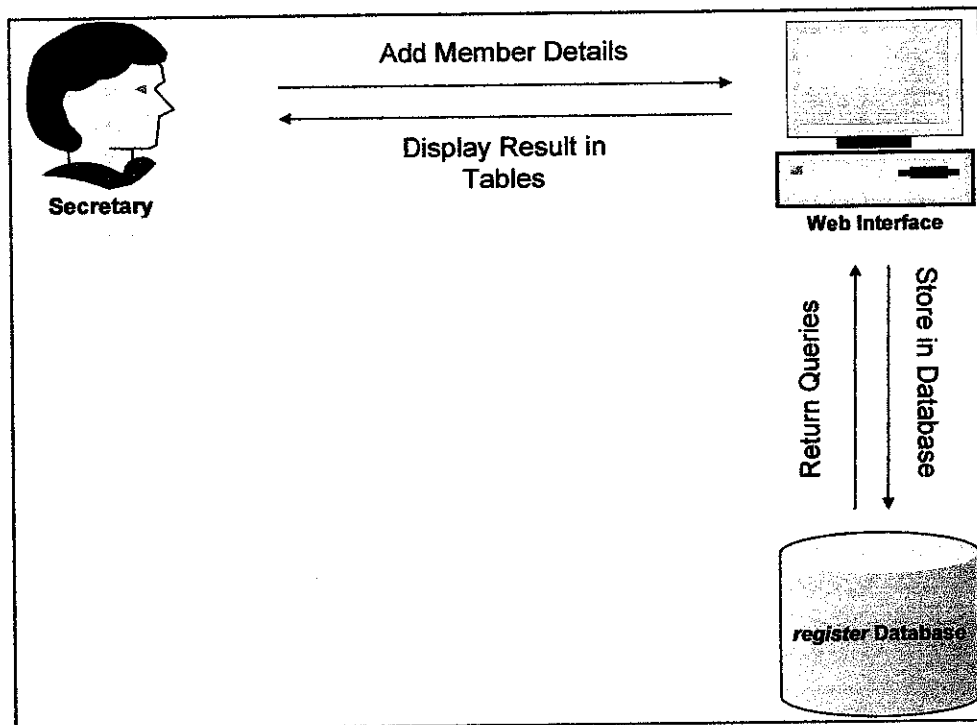 Add Member Details
Display Result in
Tables
Secretary
Web Interface
Return Queries
Store in Database
register Database